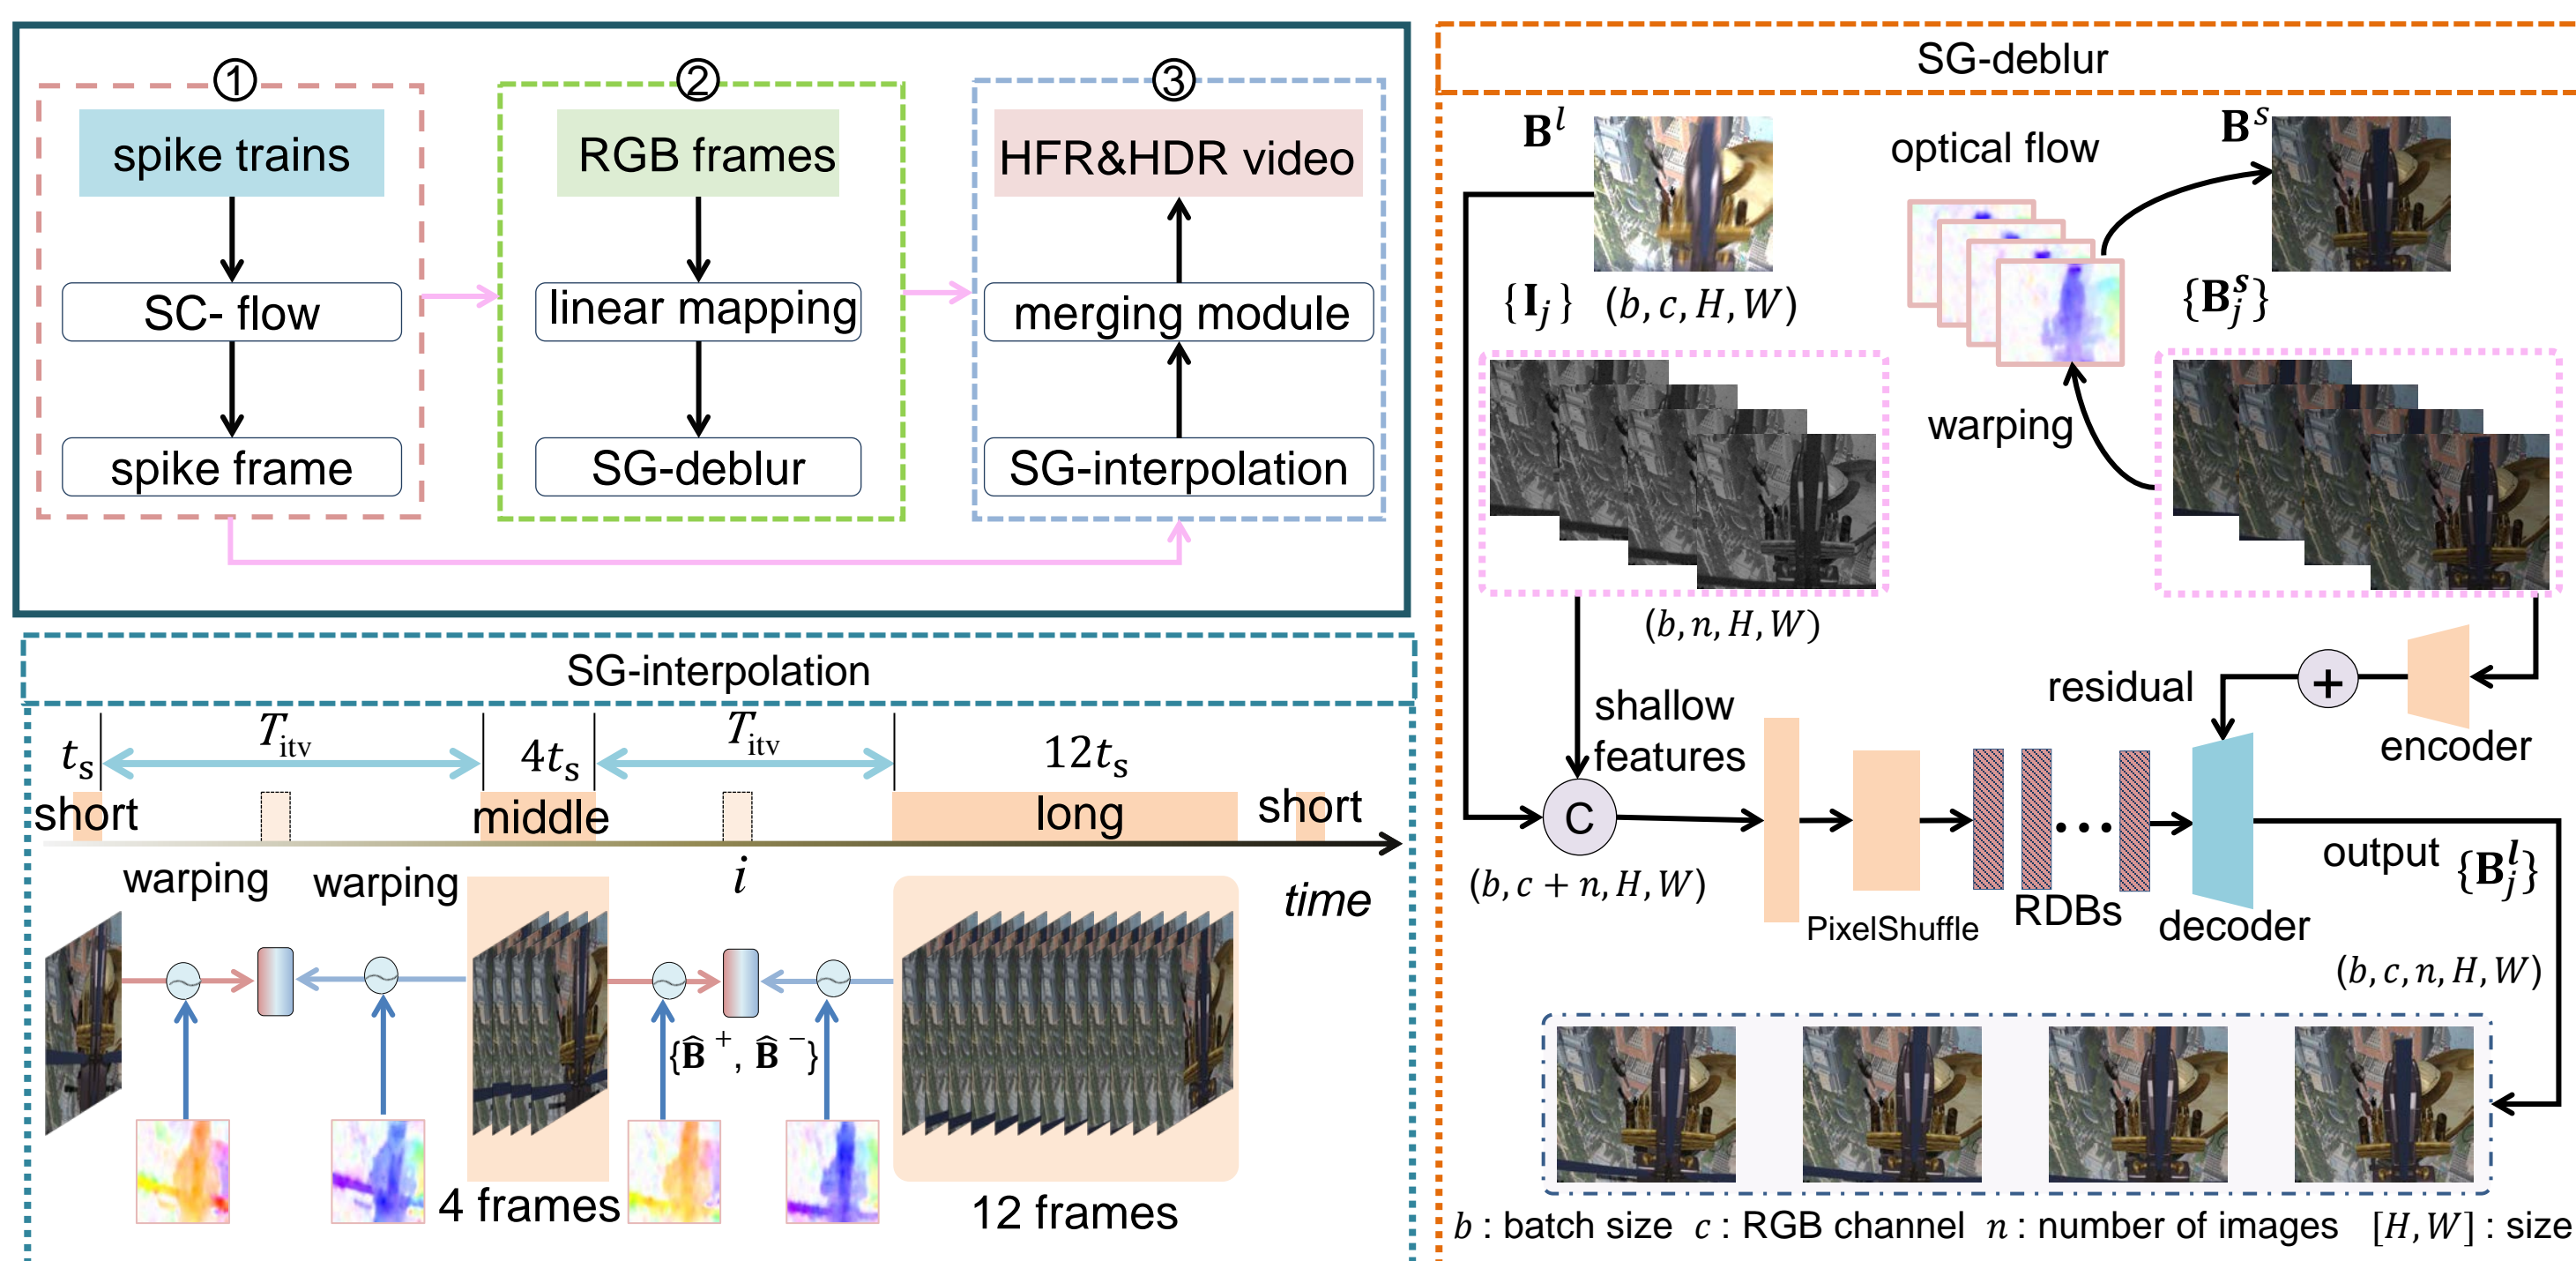 ①
spike trains
SC- flow
spike frame
②
RGB frames
linear mapping
SG-deblur
③
HFR&HDR video
merging module
SG-interpolation
SG-interpolation
t_s
T_itv
4t_s
T_itv
12t_s
short
middle
long
short
warping
warping
i
time
{B̂⁺, B̂⁻}
4 frames
12 frames
SG-deblur
B^l
optical flow
B^s
{I_j} (b, c, H, W)
{B_j^s}
warping
(b, n, H, W)
shallow
features
residual
+
encoder
C
(b, c + n, H, W)
PixelShuffle
RDBs
...
decoder
output {B_j^l}
(b, c, n, H, W)
b : batch size c : RGB channel n : number of images [H, W] : size